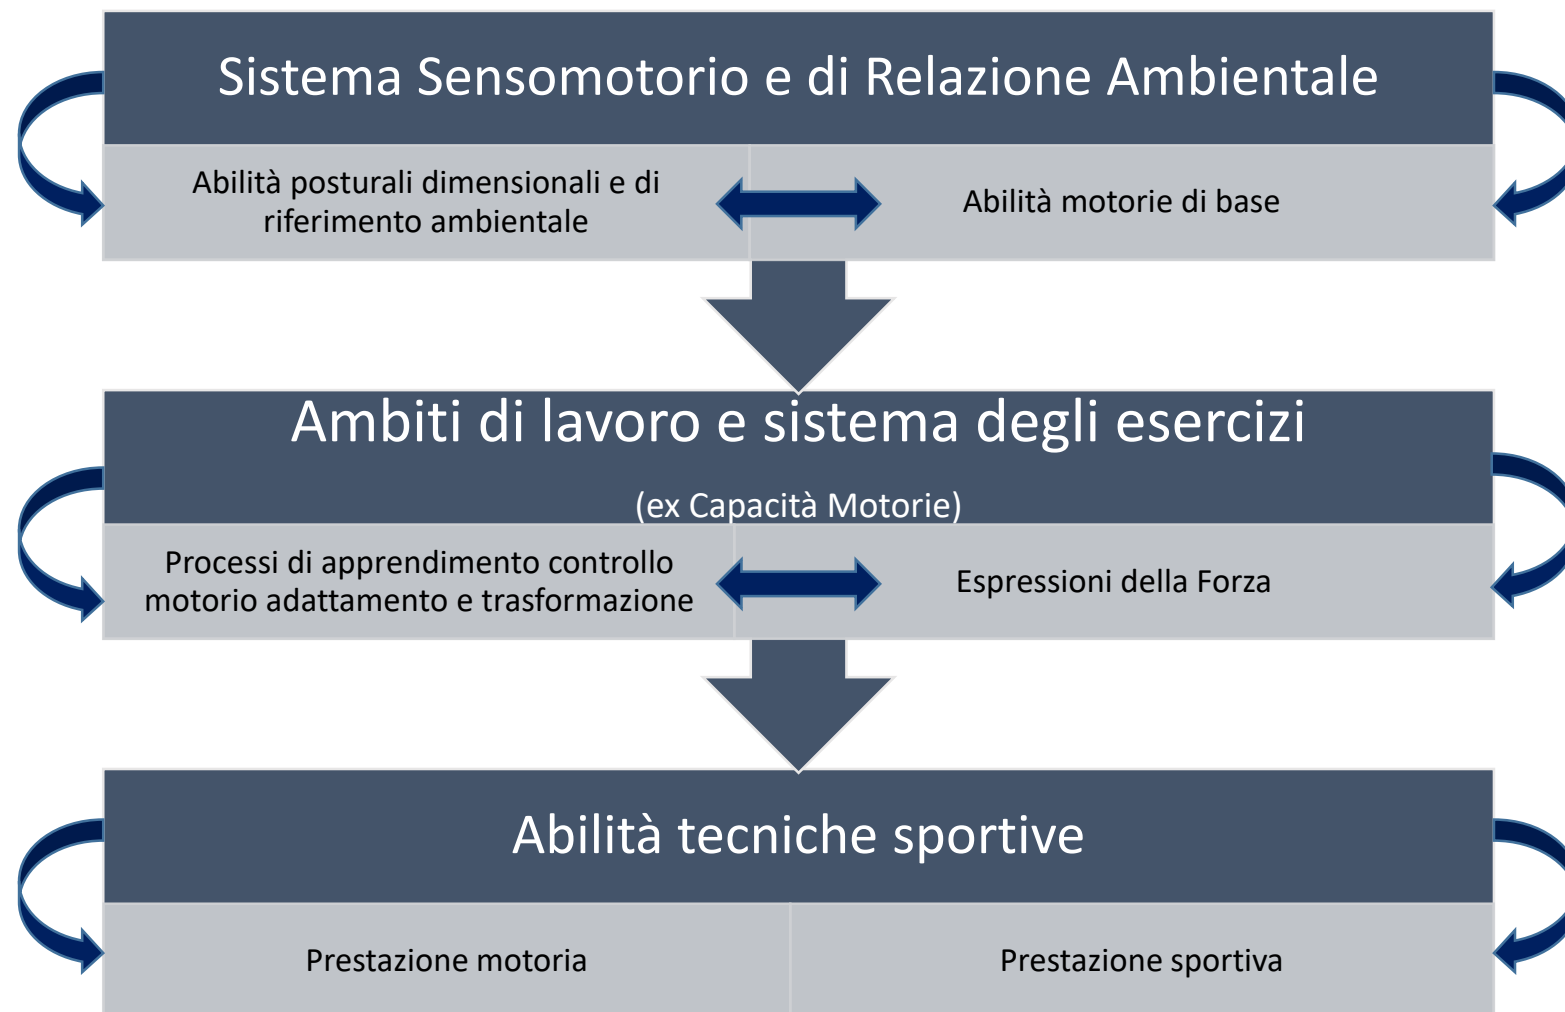 Sistema Sensomotorio e di Relazione Ambientale
Abilità posturali dimensionali e di
riferimento ambientale
Abilità motorie di base
Ambiti di lavoro e sistema degli esercizi
(ex Capacità Motorie)
Processi di apprendimento controllo
motorio adattamento e trasformazione
Espressioni della Forza
Abilità tecniche sportive
Prestazione motoria
Prestazione sportiva